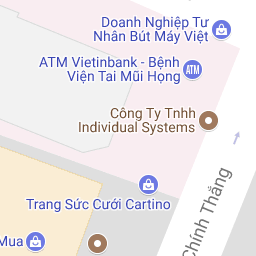 Doanh Nghiệp Tư
Nhân Bút Máy Việt
ATM Vietinbank - Bệnh
Viện Tai Mũi Họng
ATM
Công Ty Tnhh
Individual Systems
Chính Thắng
Trang Sức Cưới Cartino
Mua